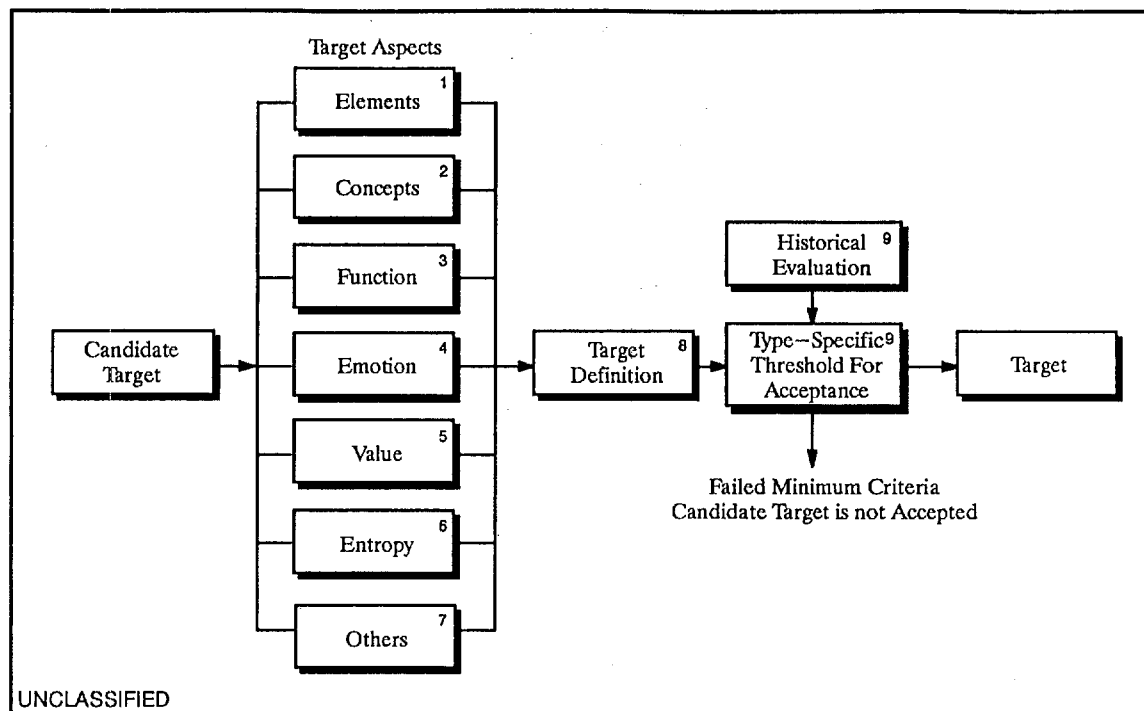 Target Aspects
1
Elements
2
Concepts
3
Function
Candidate
Target
4
Emotion
5
Value
6
Entropy
7
Others
8
Target
Definition
Historical 9
Evaluation
Type–Specific 9
Threshold For
Acceptance
Target
Failed Minimum Criteria
Candidate Target is not Accepted
UNCLASSIFIED